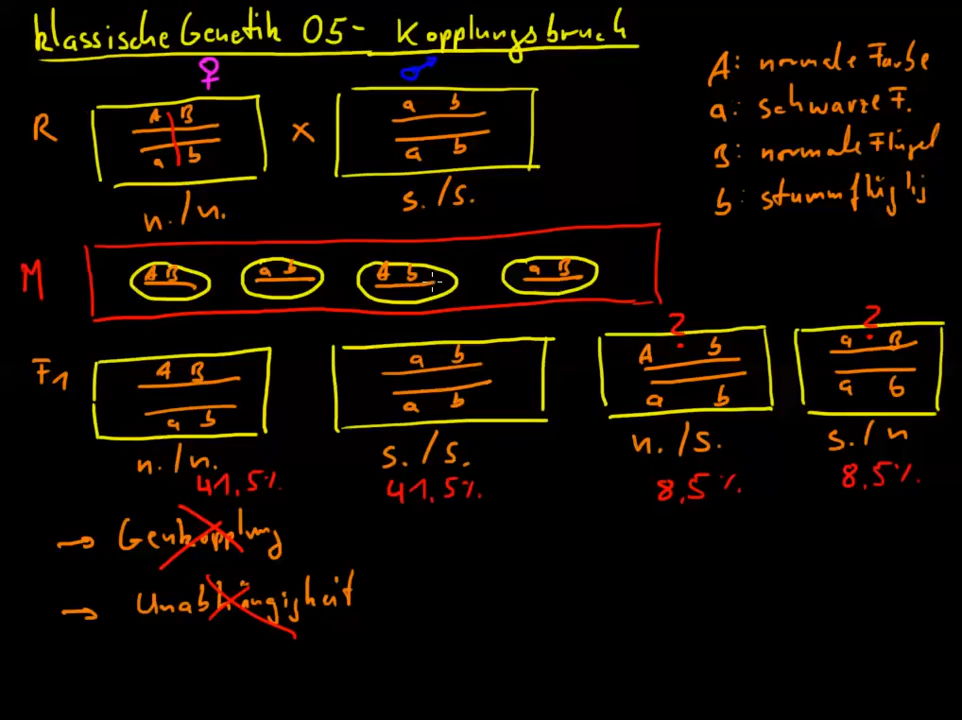 klassische Genetik 05 - Kopplungsbruch
♀ ♂
A: normale Farbe
a: schwarze F.
B: normale Flügel
b: stummflüglig
R
A B
a b
x
a b
a b
n./n.
s./s.
M
A B
a b
A b
a B
F1
A B
a b
a b
a b
?
A b
a b
?
a B
a b
n./n.
s./s.
n./s.
s./n
41,5%
41,5%
8,5%
8,5%
→ Genkopplung
→ Unabhängigkeit